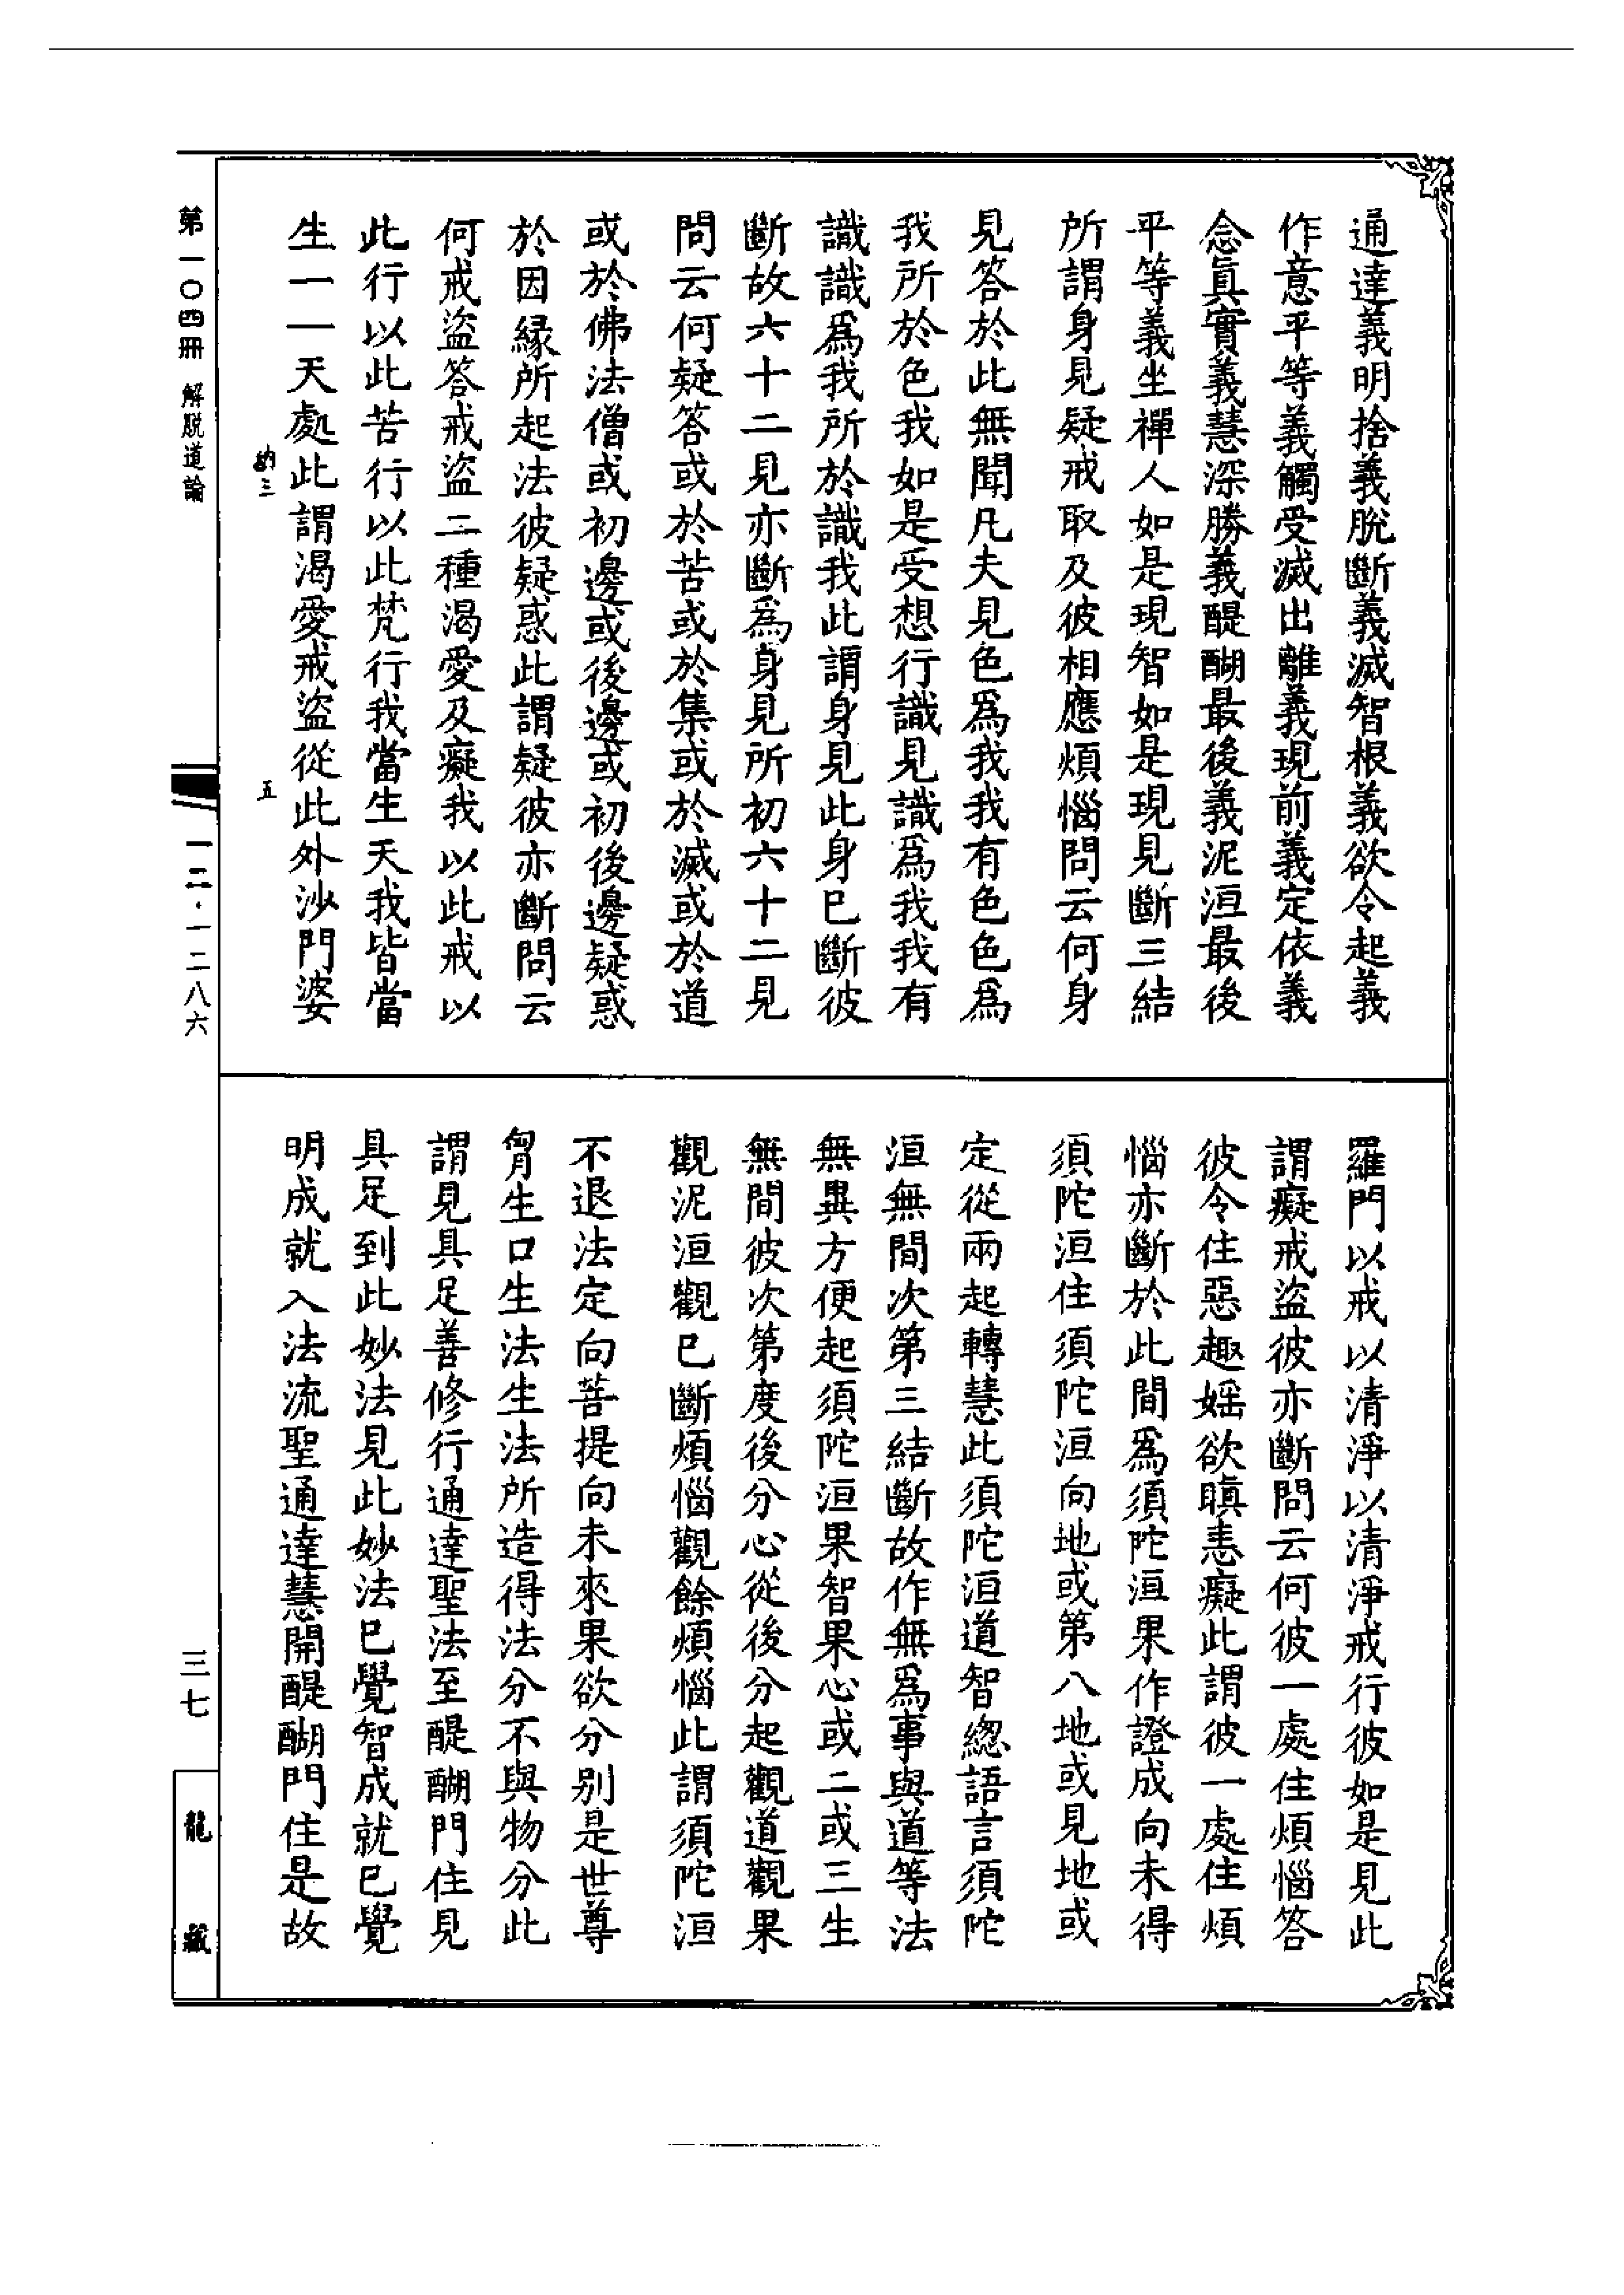 通達義明捨義脫斷義滅智根義欲令起義
作意平等義觸受滅出離義現前義定依義
念眞實義慧深勝義醍醐最後義泥洹最後
平等義坐禪人如是現智如是現見斷三結
所謂身見疑戒取及彼相應煩惱問云何身
見答於此無聞凡夫見色爲我我有色色爲
我所於色我如是受想行識見識爲我我有
識識爲我所於識我此謂身見此身巳斷彼
斷故六十二見亦斷爲身見所初六十二見
問云何疑答或於苦或於集或於滅或於道
或於佛法僧或初邊或後邊或初後邊疑惑
於因緣所起法彼疑惑此謂疑彼亦斷問云
何戒盜答戒盜二種渴愛及癡我以此戒以
此行以此苦行以此梵行我當生天我皆當
生一一天處此謂渴愛戒盜從此外沙門婆
羅門以戒以清淨以清淨戒行彼如是見此
謂癡戒盜彼亦斷問云何彼一處住煩惱答
彼令住惡趣婬欲瞋恚癡此謂彼一處住煩
惱亦斷於此間爲須陀洹果作證成向未得
須陀洹住須陀洹向地或第八地或見地或
定從兩起轉慧此須陀洹道智總語言須陀
洹無間次第三結斷故作無爲事與道等法
無異方便起須陀洹果智果心或二或三生
無間彼次第度後分心從後分起觀道觀果
觀泥洹觀巳斷煩惱觀餘煩惱此謂須陀洹
不退法定向菩提向未來果欲分別是世尊
胷生口生法生法所造得法分不與物分此
謂見具足善修行通達聖法至醍醐門住見
具足到此妙法見此妙法巳覺智成就巳覺
明成就入法流聖通達慧開醍醐門住是故
納三
五
第一〇四冊 解脫道論
一二·一二八六
三七
龍藏